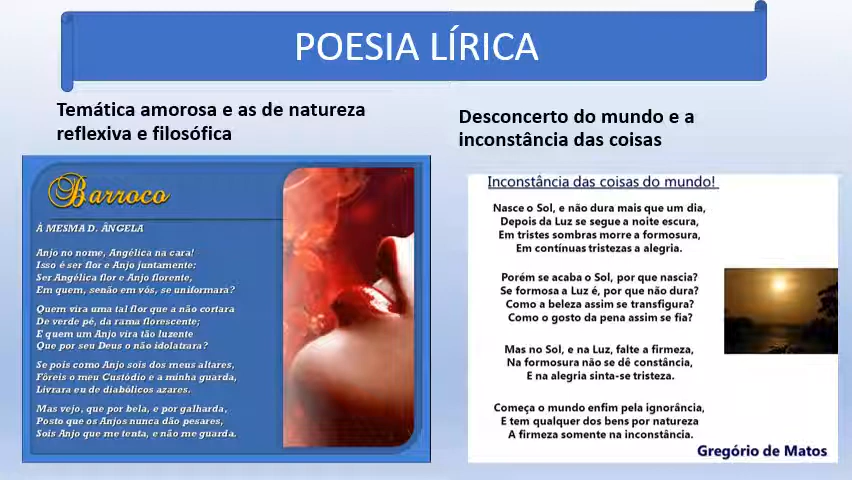 POESIA LÍRICA
Temática amorosa e as de natureza
reflexiva e filosófica
Barroco
À MESMA D. ÂNGELA
Anjo no nome, Angélica na cara!
Isso é ser flor e Anjo juntamente:
Ser Angélica flor e Anjo florente,
Em quem, senão em vós, se uniformara?
Quem vira uma tal flor que a não cortara
De verde pé, da rama florescente;
E quem um Anjo vira tão luzente
Que por seu Deus o não idolatrara?
Se pois como Anjo sois dos meus altares,
Fôreis o meu Custódio e a minha guarda,
Livrara eu de diabólicos azares.
Mas vejo, que por bela, e por galharda,
Posto que os Anjos nunca dão pesares,
Sois Anjo que me tenta, e não me guarda.
Desconcerto do mundo e a
inconstância das coisas
Inconstância das coisas do mundo!
Nasce o Sol, e não dura mais que um dia,
Depois da Luz se segue a noite escura,
Em tristes sombras morre a formosura,
Em contínuas tristezas a alegria.
Porém se acaba o Sol, por que nascia?
Se formosa a Luz é, por que não dura?
Como a beleza assim se transfigura?
Como o gosto da pena assim se fia?
Mas no Sol, e na Luz, falte a firmeza,
Na formosura não se dê constância,
E na alegria sinta-se tristeza.
Começa o mundo enfim pela ignorância,
E tem qualquer dos bens por natureza
A firmeza somente na inconstância.
Gregório de Matos